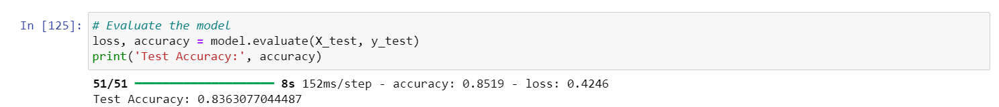 In [125]: # Evaluate the model
loss, accuracy = model.evaluate(X_test, y_test)
print('Test Accuracy:', accuracy)
51/51 ━━━━━━━━━━━━━━━━━━━━ 8s 152ms/step - accuracy: 0.8519 - loss: 0.4246
Test Accuracy: 0.8363077044487